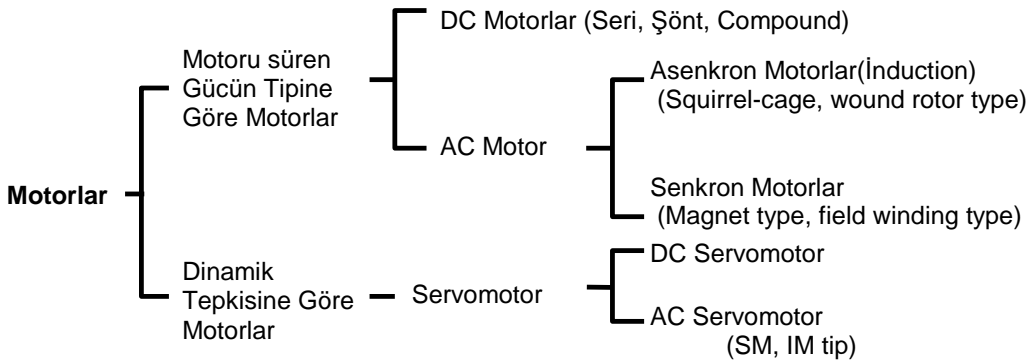 DC Motorlar (Seri, Şönt, Compound)
Motoru süren
Gücün Tipine
Göre Motorlar
Asenkron Motorlar(İnduction)
(Squirrel-cage, wound rotor type)
AC Motor
Motorlar
Senkron Motorlar
(Magnet type, field winding type)
DC Servomotor
Dinamik
Tepkisine Göre
Motorlar
Servomotor
AC Servomotor
(SM, IM tip)